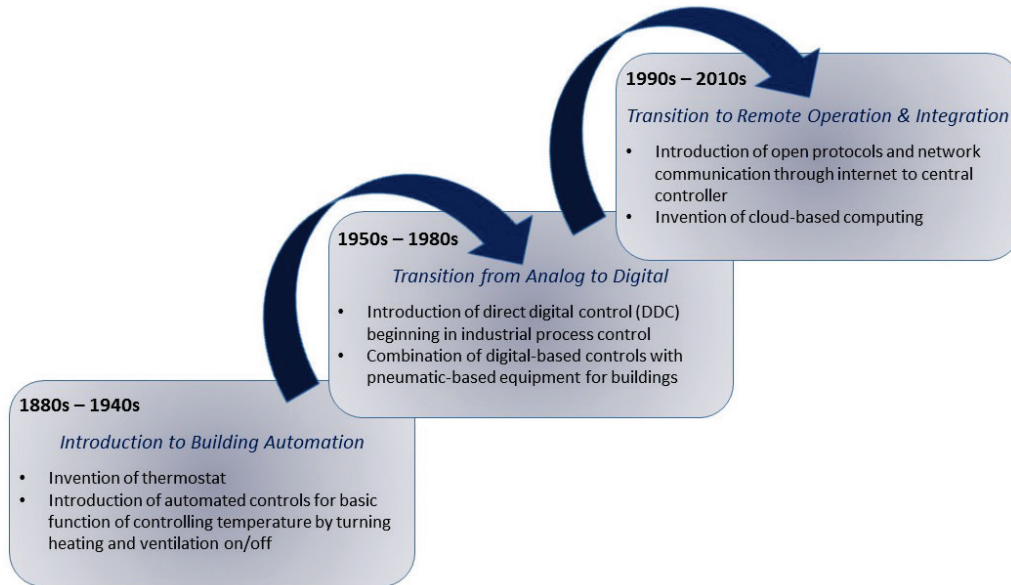 1990s – 2010s
Transition to Remote Operation & Integration
• Introduction of open protocols and network
communication through internet to central
controller
• Invention of cloud-based computing
1950s – 1980s
Transition from Analog to Digital
• Introduction of direct digital control (DDC)
beginning in industrial process control
• Combination of digital-based controls with
pneumatic-based equipment for buildings
1880s – 1940s
Introduction to Building Automation
• Invention of thermostat
• Introduction of automated controls for basic
function of controlling temperature by turning
heating and ventilation on/off